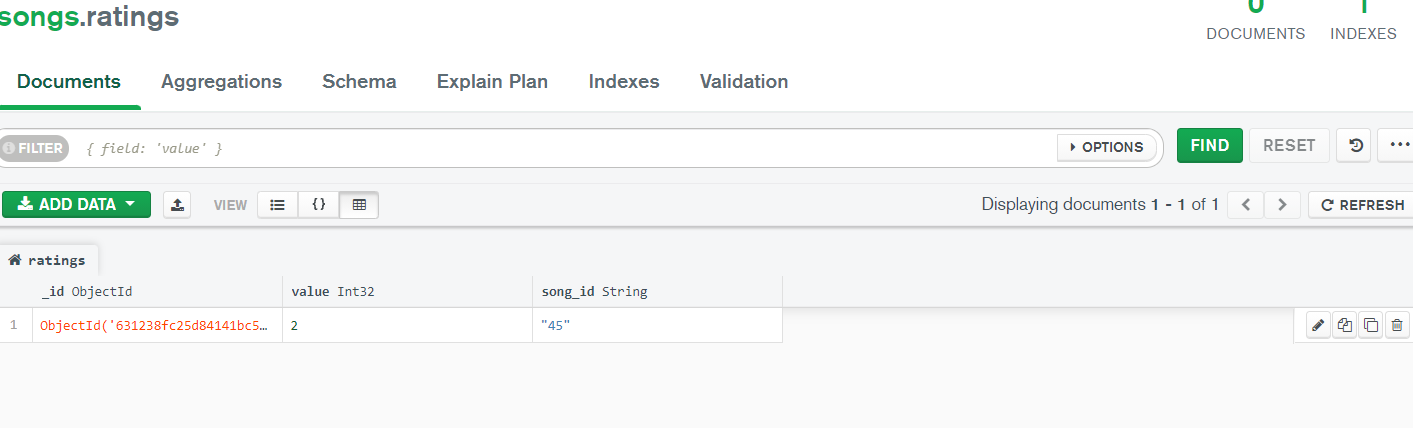 songs.ratings
0 1
DOCUMENTS INDEXES
Documents Aggregations Schema Explain Plan Indexes Validation
FILTER { field: 'value' } OPTIONS FIND RESET
ADD DATA VIEW {} Displaying documents 1 - 1 of 1 REFRESH
ratings
_id ObjectId value Int32 song_id String
1 ObjectId('631238fc25d84141bc5… 2 "45"